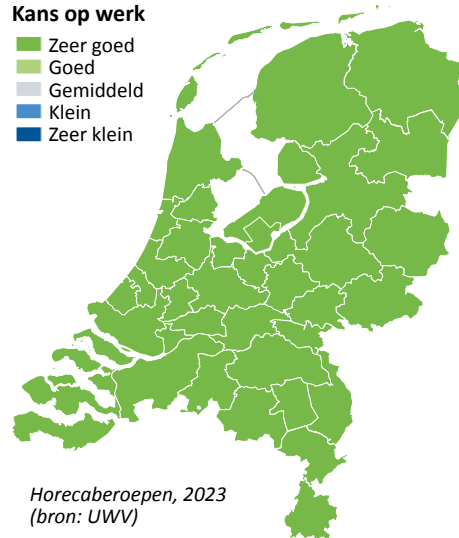 Kans op werk
Zeer goed
Goed
Gemiddeld
Klein
Zeer klein
Horecaberoepen, 2023
(bron: UWV)